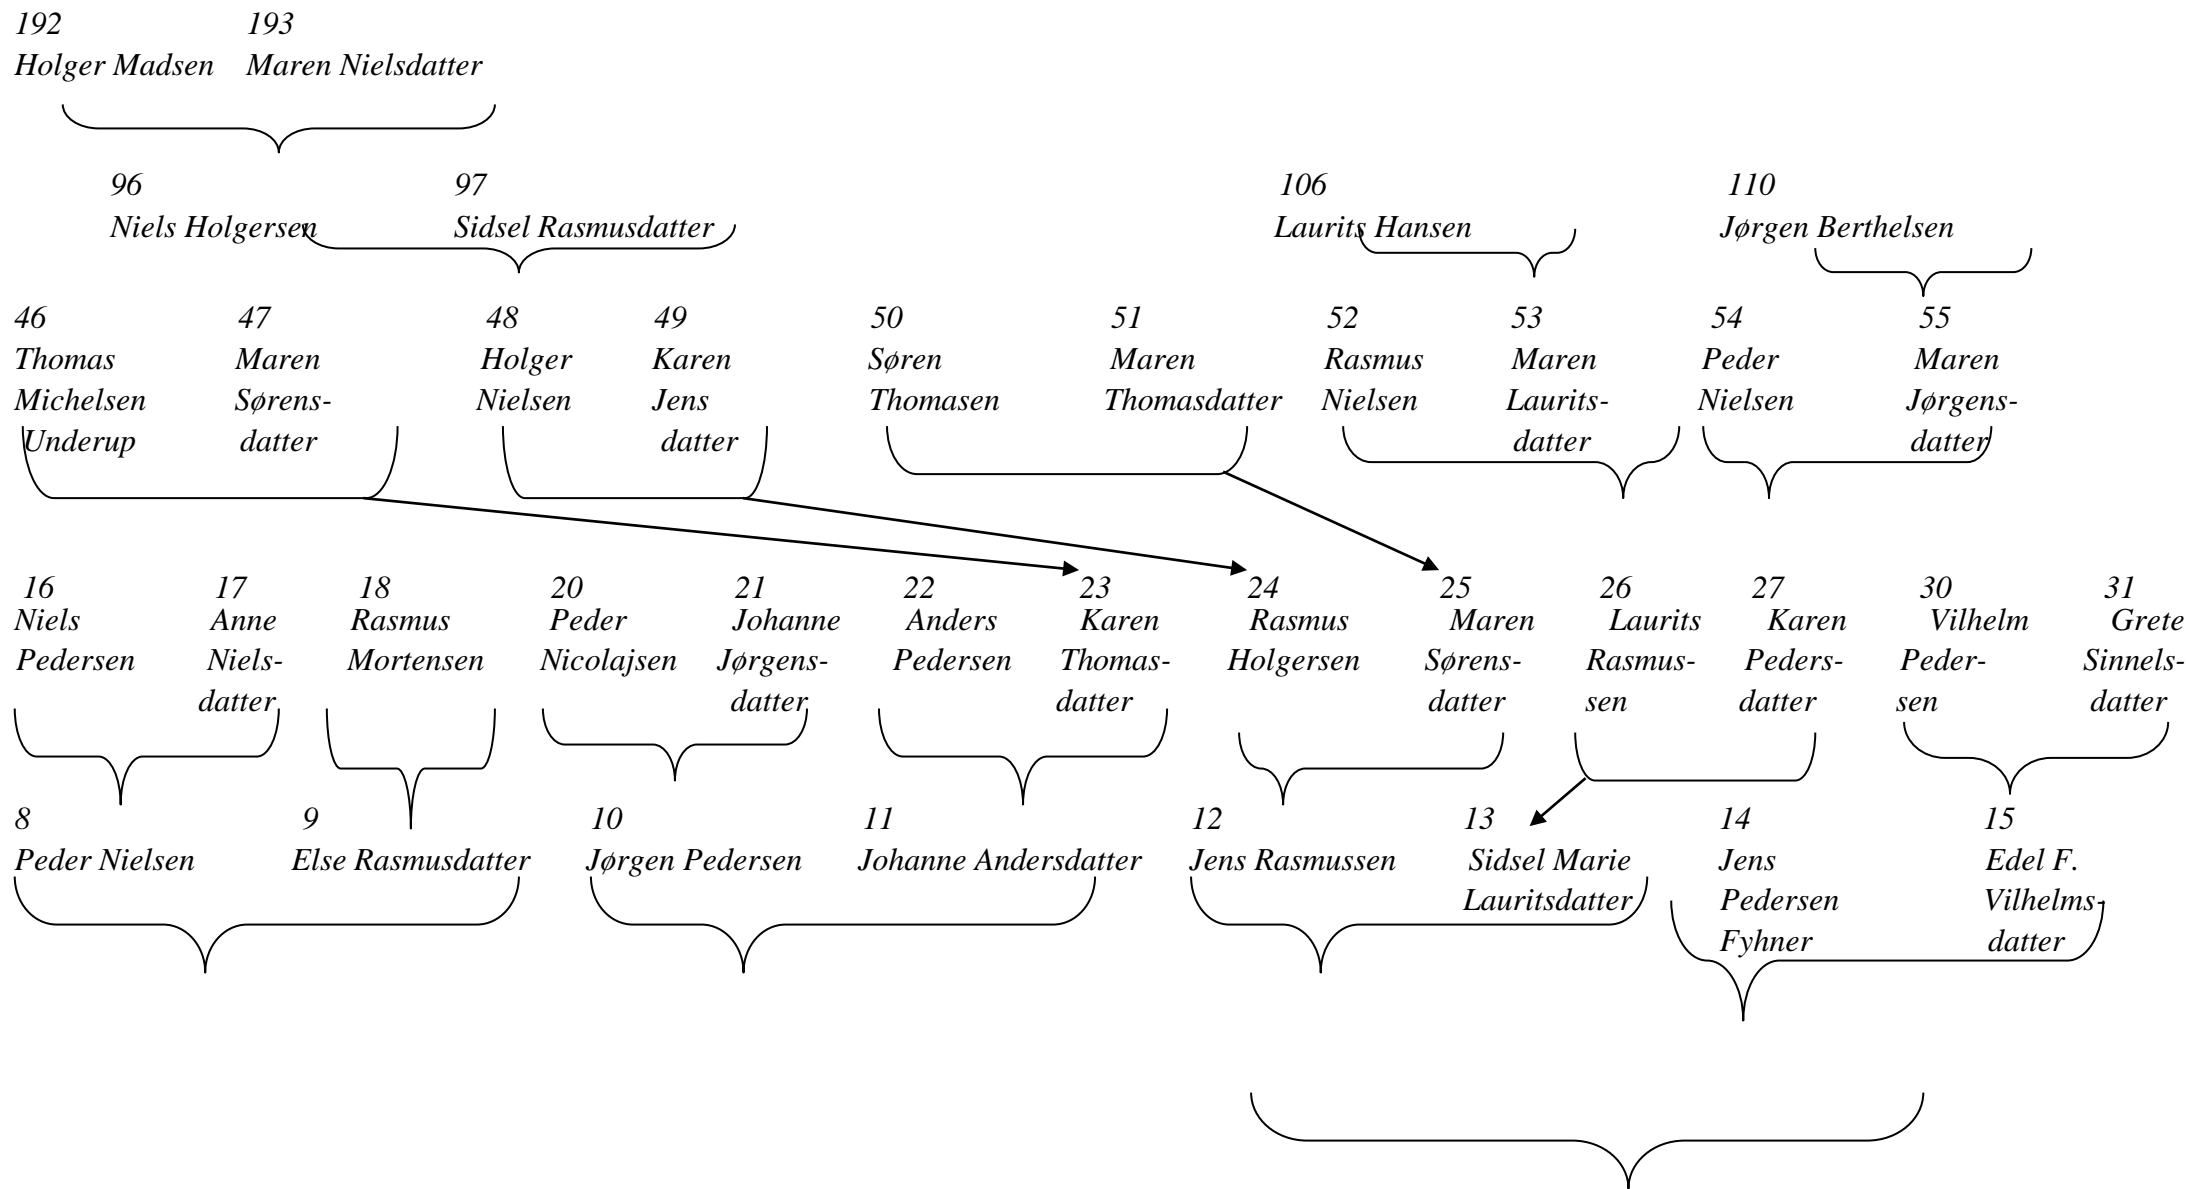 192 193
Holger Madsen Maren Nielsdatter
96 97 106 110
Niels Holgersen Sidsel Rasmusdatter Laurits Hansen Jørgen Berthelsen
46 47 48 49 50 51 52 53 54 55
Thomas Maren Holger Karen Søren Maren Rasmus Maren Peder Maren
Michelsen Sørens- Nielsen Jens Thomasen Thomasdatter Nielsen Laurits- Nielsen Jørgens-
Underup datter datter datter datter
16 17 18 20 21 22 23 24 25 26 27 30 31
Niels Anne Rasmus Peder Johanne Anders Karen Rasmus Maren Laurits Karen Vilhelm Grete
Pedersen Niels- Mortensen Nicolajsen Jørgens- Pedersen Thomas- Holgersen Sørens- Rasmus- Peders- Peder- Sinnels-
datter datter datter datter sen datter sen datter
8 9 10 11 12 13 14 15
Peder Nielsen Else Rasmusdatter Jørgen Pedersen Johanne Andersdatter Jens Rasmussen Sidsel Marie Jens Edel F.
Lauritsdatter Pedersen Vilhelms-
Fyhner datter